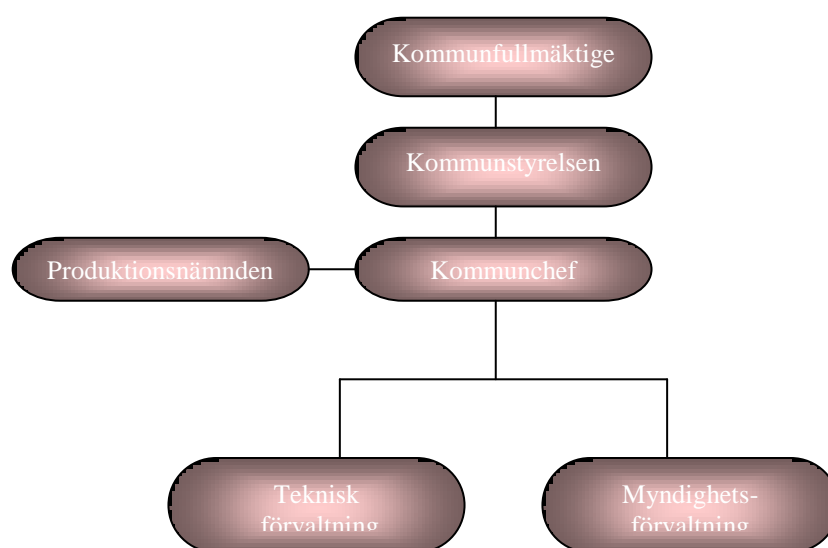 Kommunfullmäktige
Kommunstyrelsen
Produktionsnämnden
Kommunchef
Teknisk
förvaltning
Myndighets-
förvaltning